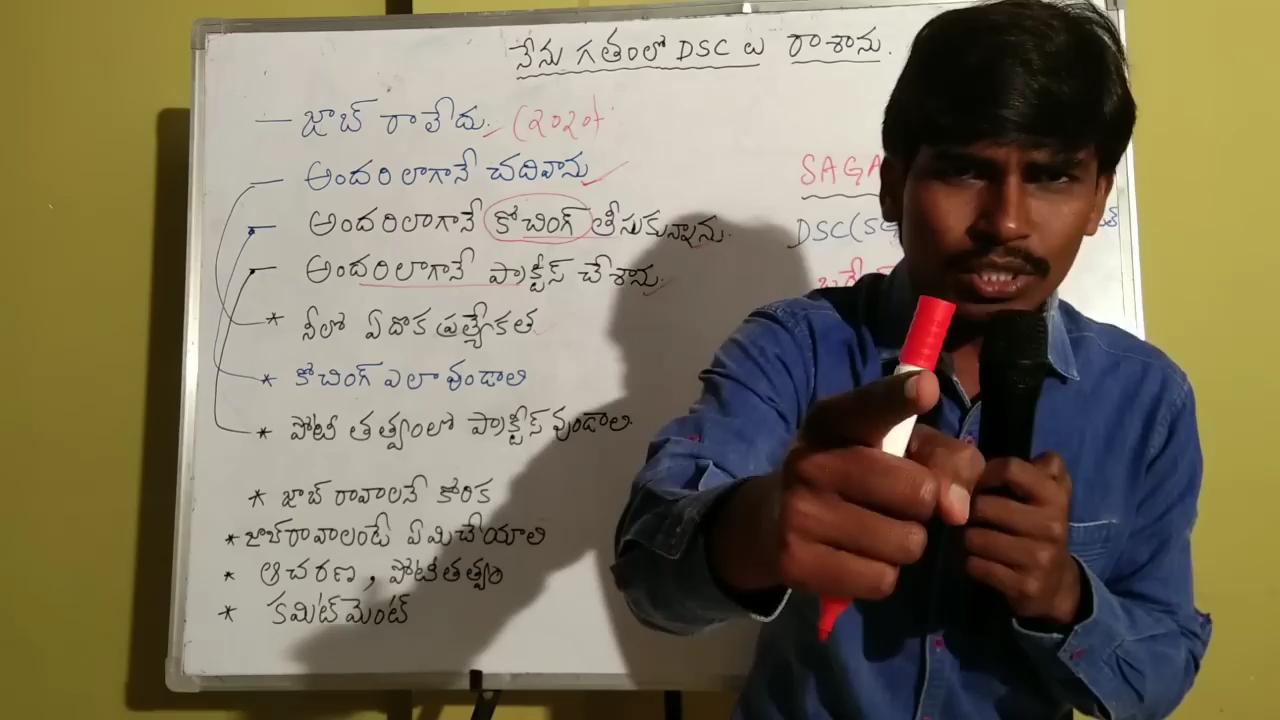 నేను గతంలో DSC లు రాశాను.
— జాబ్ రాలేదు. (2020)
— అందరి లాగానే చదివాను
— అందరిలాగానే కోచింగ్ తీసుకున్నాను.
— అందరిలాగానే ప్రాక్టీస్ చేశాను.
* నీలో ఏదొక ప్రత్యేకత
* కోచింగ్ ఎలా వుండాలి
* పోటీ తత్వంలో ప్రాక్టీస్ వుండాలి.
* జాబ్ రావాలనే కోరిక
* జాబ్ రావాలంటే ఏమిచేయాలి
* ఆచరణ, పోటీతత్వం
* కమిట్‌మెంట్
SAGA
DSC(SG